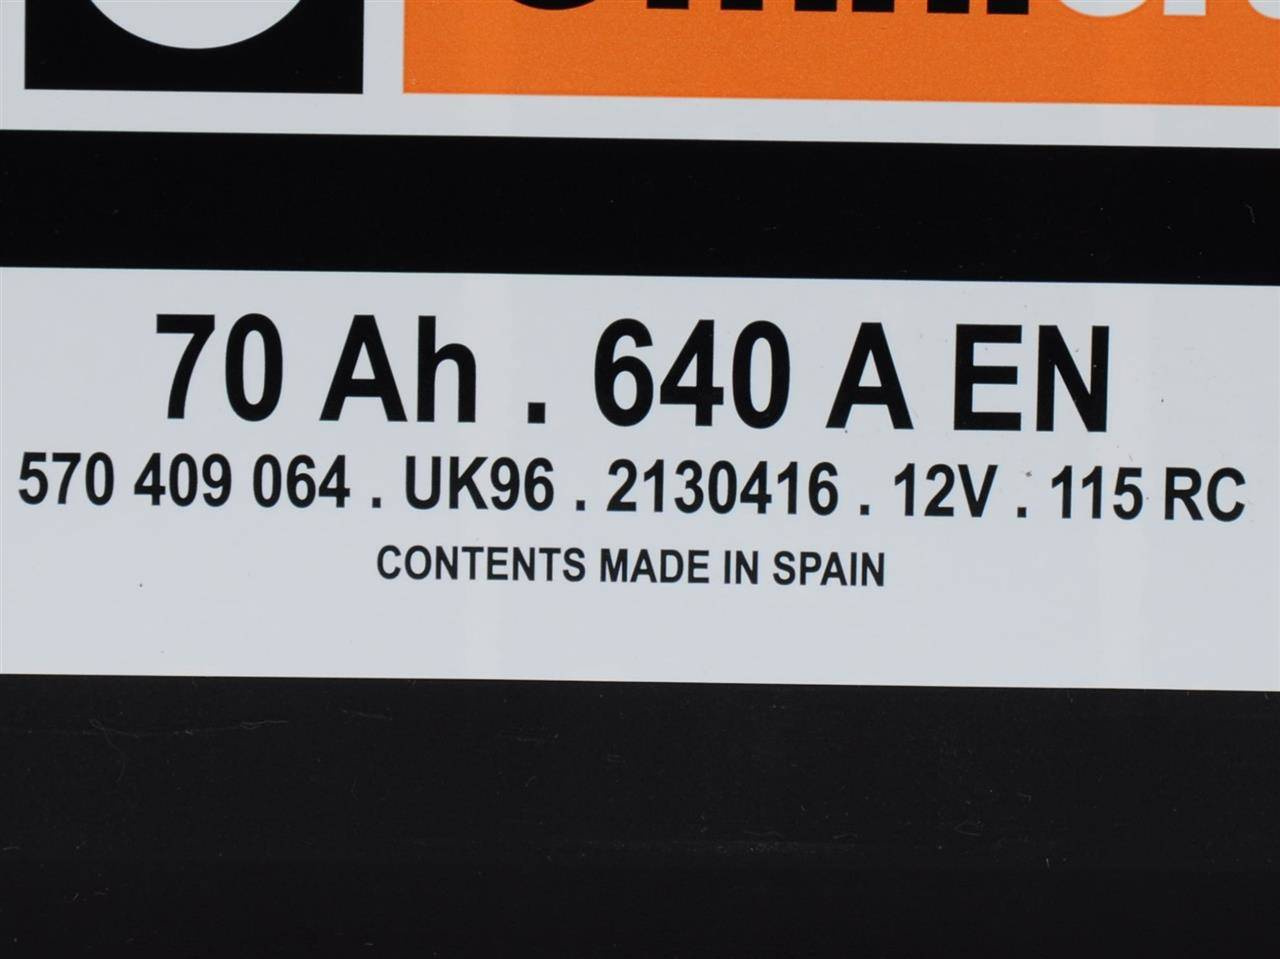 70 Ah . 640 A EN
570 409 064 . UK96 . 2130416 . 12V . 115 RC
CONTENTS MADE IN SPAIN